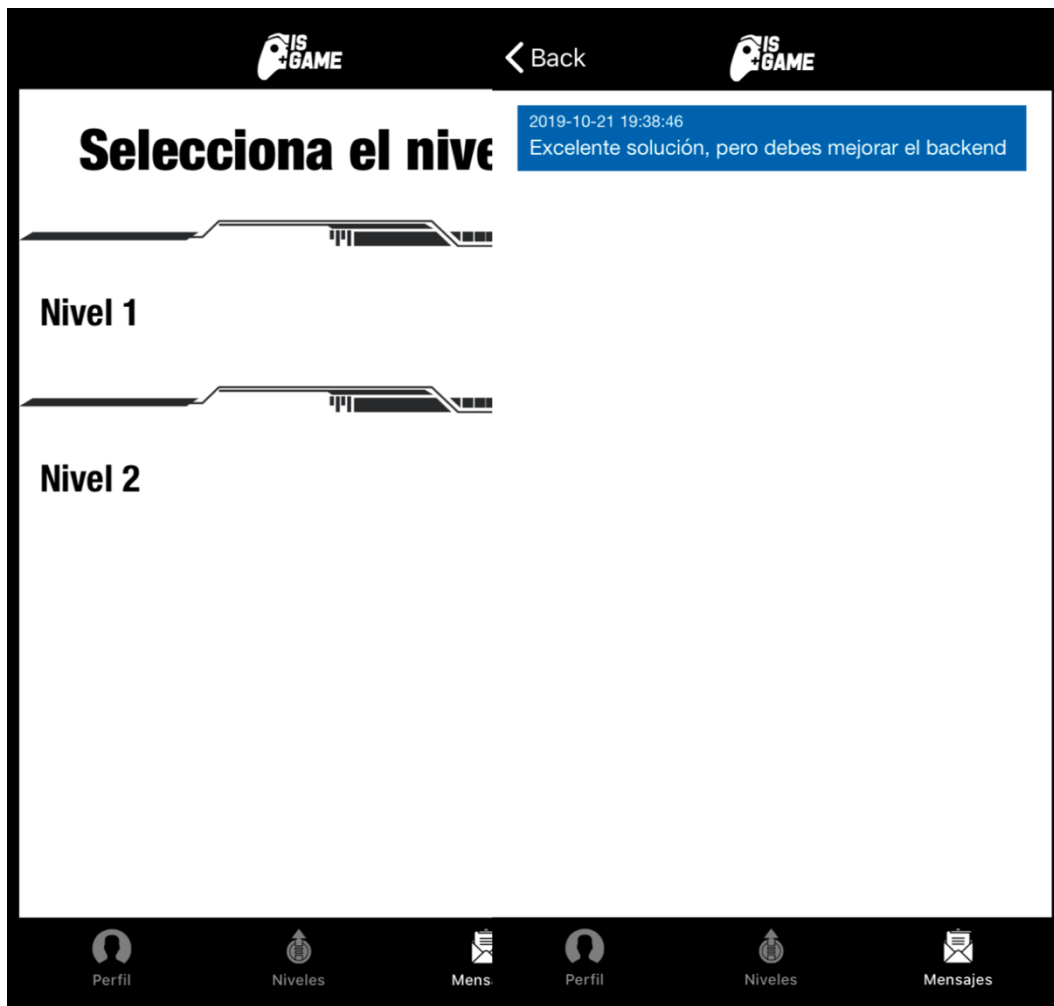 IS
GAME
Selecciona el nive
Nivel 1
Nivel 2
Perfil
Niveles
Mens
Back
IS
GAME
2019-10-21 19:38:46
Excelente solución, pero debes mejorar el backend
Perfil
Niveles
Mensajes